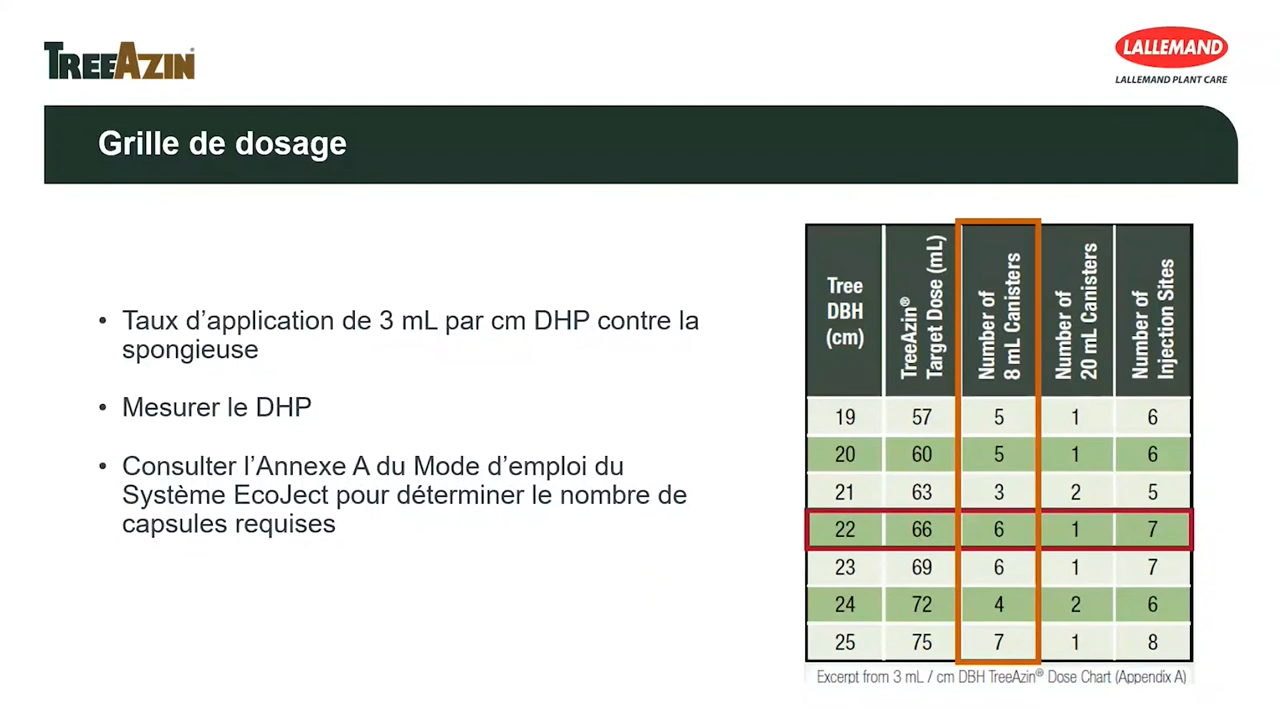 TREEAZIN®
LALLEMAND
LALLEMAND PLANT CARE
Grille de dosage
• Taux d’application de 3 mL par cm DHP contre la
spongieuse
• Mesurer le DHP
• Consulter l’Annexe A du Mode d’emploi du
Système EcoJect pour déterminer le nombre de
capsules requises
Tree
DBH
(cm)
TreeAzin®
Target Dose (mL)
Number of
8 mL Canisters
Number of
20 mL Canisters
Number of
Injection Sites
19 57 5 1 6
20 60 5 1 6
21 63 3 2 5
22 66 6 1 7
23 69 6 1 7
24 72 4 2 6
25 75 7 1 8
Excerpt from 3 mL / cm DBH TreeAzin® Dose Chart (Appendix A)